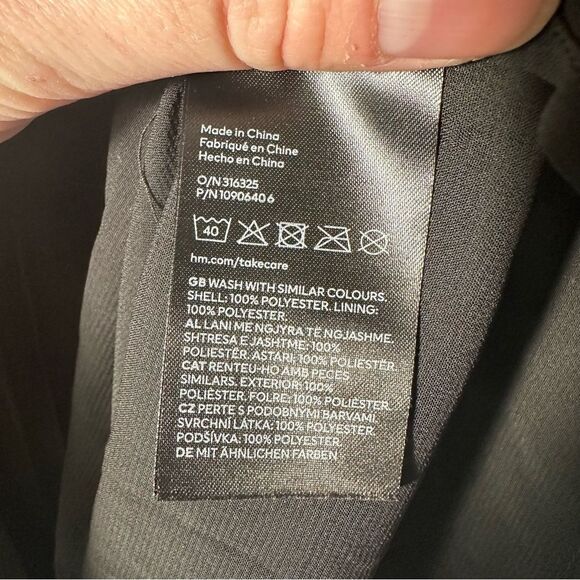 Made in China
Fabriqué en Chine
Hecho en China
O/N 316325
P/N 1090640 6
40
hm.com/takecare
GB WASH WITH SIMILAR COLOURS.
SHELL: 100% POLYESTER. LINING:
100% POLYESTER.
AL LANI ME NGJYRA TË NGJASHME.
SHTRESA E JASHTME: 100%
POLIESTËR. ASTARI: 100% POLIESTËR
CAT RENTEU-HO AMB PECES
SIMILARS. EXTERIOR: 100%
POLIÈSTER. FOLRE: 100% POLIÈSTER.
CZ PERTE S PODOBNÝMI BARVAMI.
SVRCHNÍ LÁTKA: 100% POLYESTER.
PODŠÍVKA: 100% POLYESTER.
DE MIT ÄHNLICHEN FARBEN